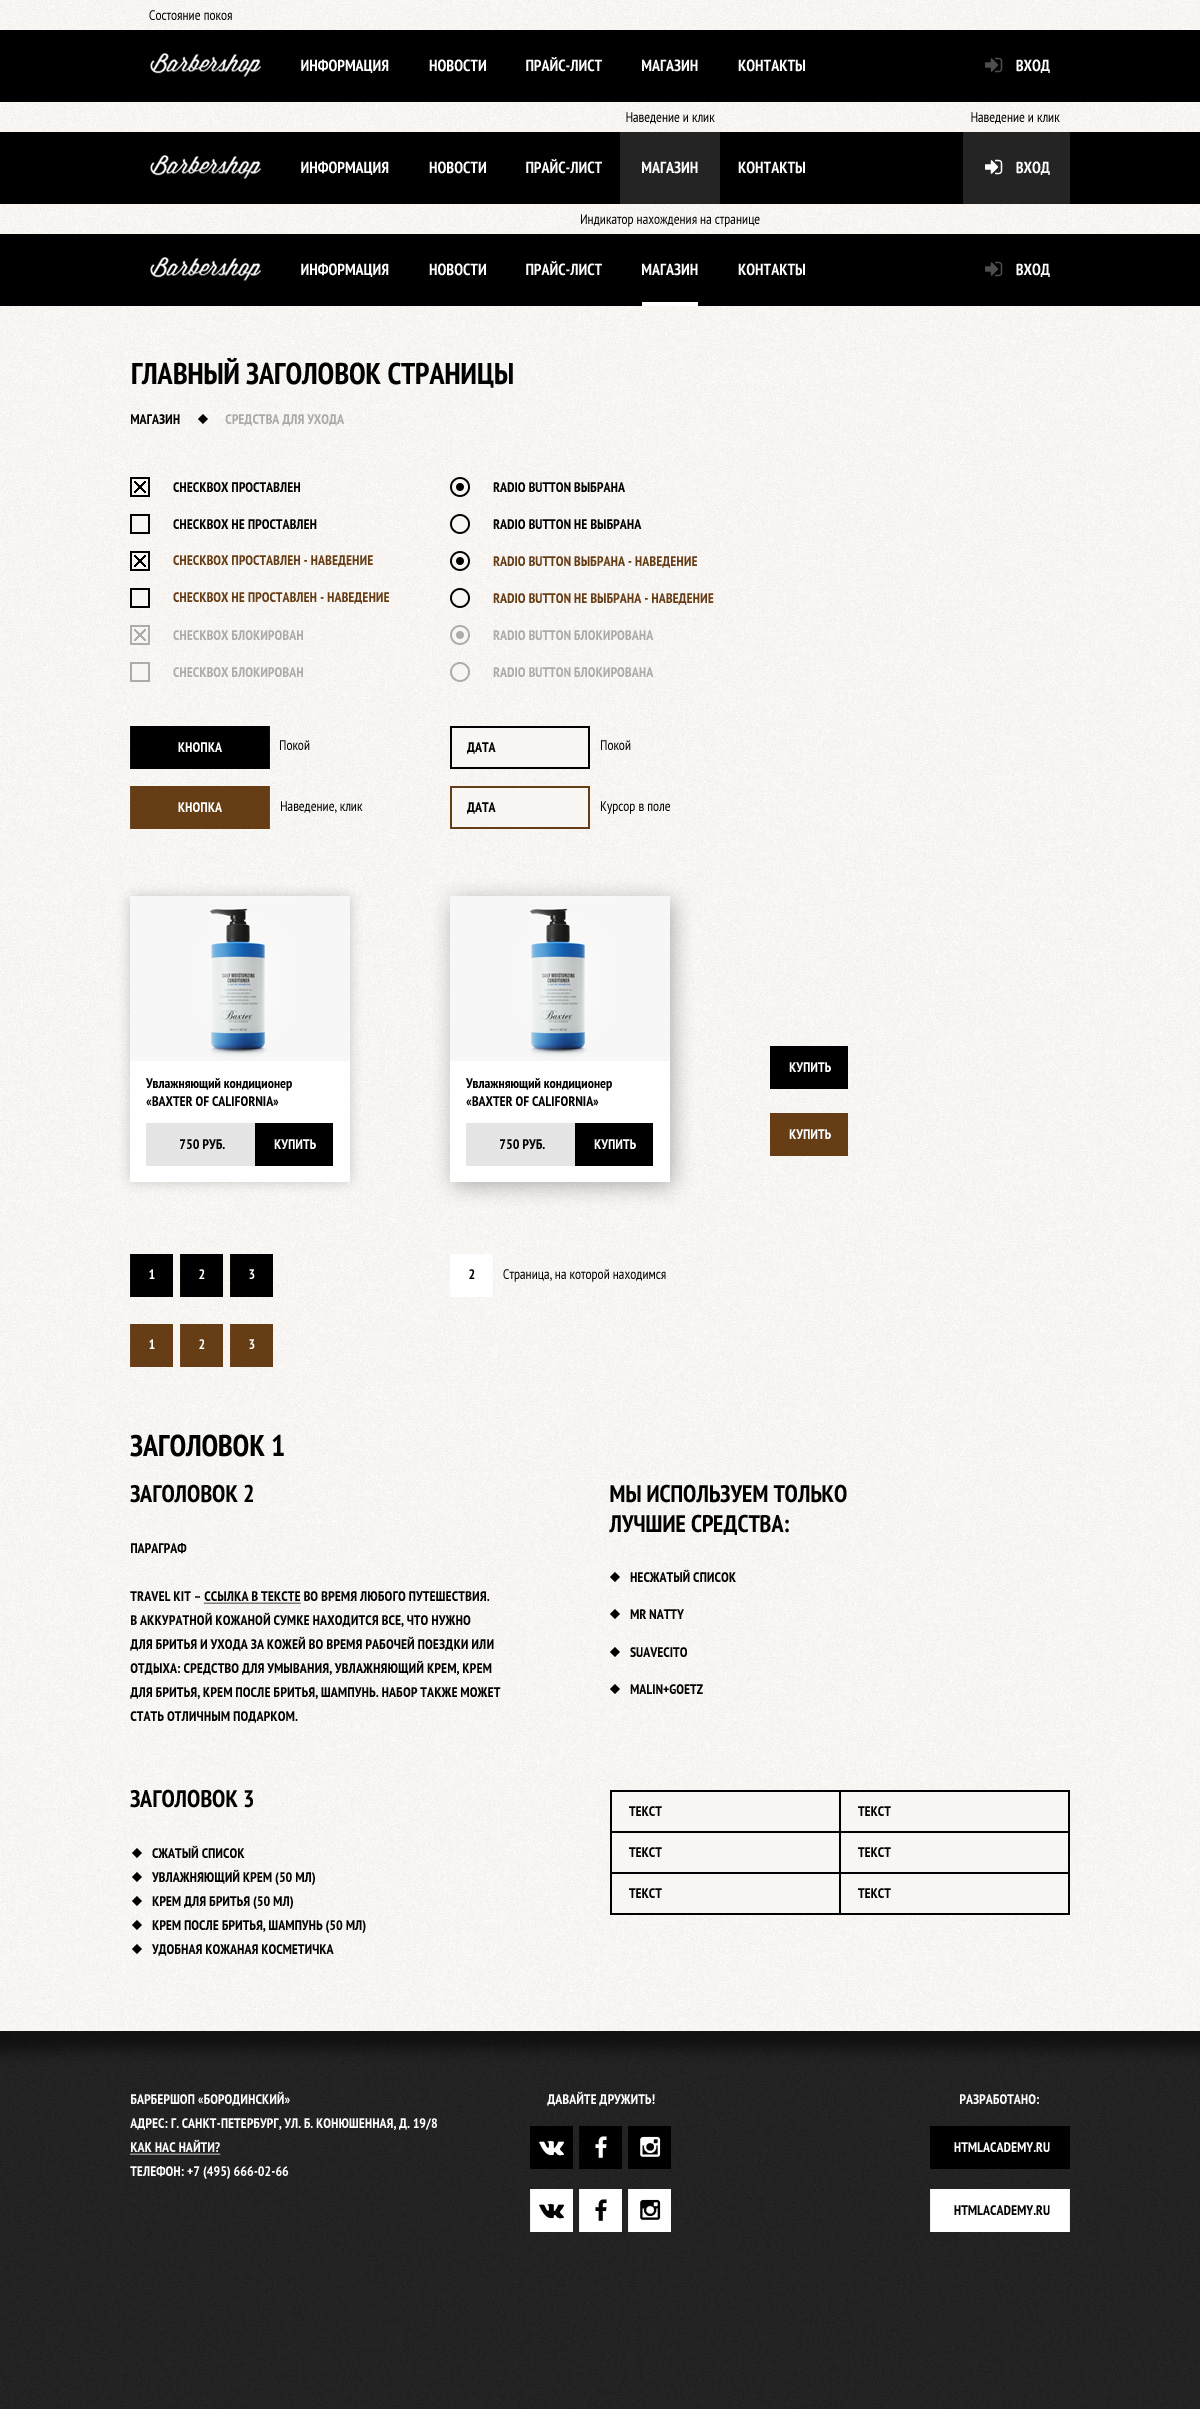 Состояние покоя
Barbershop ИНФОРМАЦИЯ НОВОСТИ ПРАЙС-ЛИСТ МАГАЗИН КОНТАКТЫ ВХОД
Наведение и клик Наведение и клик
Barbershop ИНФОРМАЦИЯ НОВОСТИ ПРАЙС-ЛИСТ МАГАЗИН КОНТАКТЫ ВХОД
Индикатор нахождения на странице
Barbershop ИНФОРМАЦИЯ НОВОСТИ ПРАЙС-ЛИСТ МАГАЗИН КОНТАКТЫ ВХОД
ГЛАВНЫЙ ЗАГОЛОВОК СТРАНИЦЫ
МАГАЗИН СРЕДСТВА ДЛЯ УХОДА
CHECKBOX ПРОСТАВЛЕН
CHECKBOX НЕ ПРОСТАВЛЕН
CHECKBOX ПРОСТАВЛЕН - НАВЕДЕНИЕ
CHECKBOX НЕ ПРОСТАВЛЕН - НАВЕДЕНИЕ
CHECKBOX БЛОКИРОВАН
CHECKBOX БЛОКИРОВАН
RADIO BUTTON ВЫБРАНА
RADIO BUTTON НЕ ВЫБРАНА
RADIO BUTTON ВЫБРАНА - НАВЕДЕНИЕ
RADIO BUTTON НЕ ВЫБРАНА - НАВЕДЕНИЕ
RADIO BUTTON БЛОКИРОВАНА
RADIO BUTTON БЛОКИРОВАНА
КНОПКА Покой
КНОПКА Наведение, клик
ДАТА Покой
ДАТА Курсор в поле
DAILY MOISTURIZING
CONDITIONER
Baxter
Увлажняющий кондиционер
«BAXTER OF CALIFORNIA»
750 РУБ. КУПИТЬ
DAILY MOISTURIZING
CONDITIONER
Baxter
Увлажняющий кондиционер
«BAXTER OF CALIFORNIA»
750 РУБ. КУПИТЬ
КУПИТЬ
КУПИТЬ
1 2 3
2 Страница, на которой находимся
1 2 3
ЗАГОЛОВОК 1
ЗАГОЛОВОК 2
ПАРАГРАФ
TRAVEL KIT – ССЫЛКА В ТЕКСТЕ ВО ВРЕМЯ ЛЮБОГО ПУТЕШЕСТВИЯ.
В АККУРАТНОЙ КОЖАНОЙ СУМКЕ НАХОДИТСЯ ВСЕ, ЧТО НУЖНО
ДЛЯ БРИТЬЯ И УХОДА ЗА КОЖЕЙ ВО ВРЕМЯ РАБОЧЕЙ ПОЕЗДКИ ИЛИ
ОТДЫХА: СРЕДСТВО ДЛЯ УМЫВАНИЯ, УВЛАЖНЯЮЩИЙ КРЕМ, КРЕМ
ДЛЯ БРИТЬЯ, КРЕМ ПОСЛЕ БРИТЬЯ, ШАМПУНЬ. НАБОР ТАКЖЕ МОЖЕТ
СТАТЬ ОТЛИЧНЫМ ПОДАРКОМ.
МЫ ИСПОЛЬЗУЕМ ТОЛЬКО
ЛУЧШИЕ СРЕДСТВА:
НЕСЖАТЫЙ СПИСОК
MR NATTY
SUAVECITO
MALIN+GOETZ
ЗАГОЛОВОК 3
СЖАТЫЙ СПИСОК
УВЛАЖНЯЮЩИЙ КРЕМ (50 МЛ)
КРЕМ ДЛЯ БРИТЬЯ (50 МЛ)
КРЕМ ПОСЛЕ БРИТЬЯ, ШАМПУНЬ (50 МЛ)
УДОБНАЯ КОЖАНАЯ КОСМЕТИЧКА
ТЕКСТ ТЕКСТ
ТЕКСТ ТЕКСТ
ТЕКСТ ТЕКСТ
БАРБЕРШОП «БОРОДИНСКИЙ»
АДРЕС: Г. САНКТ-ПЕТЕРБУРГ, УЛ. Б. КОНЮШЕННАЯ, Д. 19/8
КАК НАС НАЙТИ?
ТЕЛЕФОН: +7 (495) 666-02-66
ДАВАЙТЕ ДРУЖИТЬ!
РАЗРАБОТАНО:
HTMLACADEMY.RU
HTMLACADEMY.RU